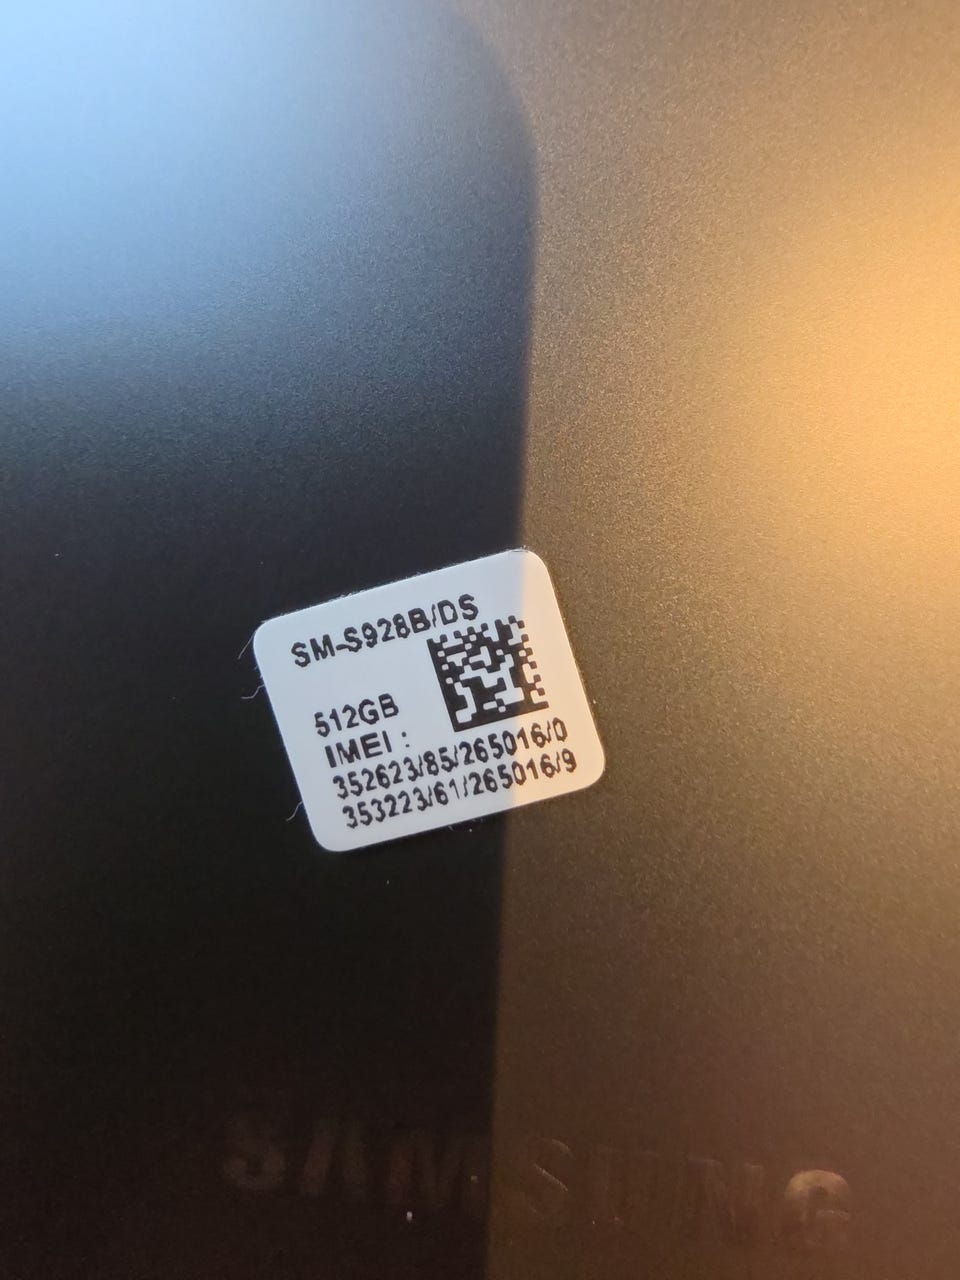 SM-S928B/DS
512GB
IMEI :
352623/85/265016/0
353223/61/265016/9
SAMSUNG